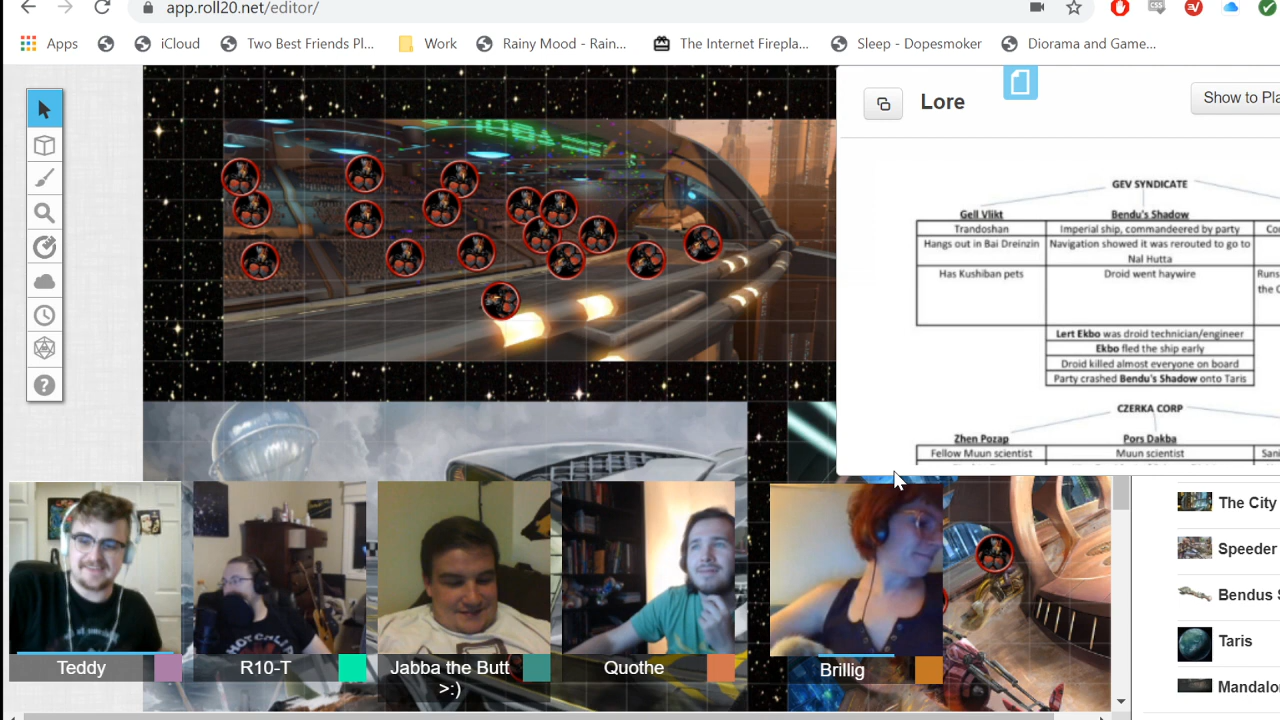 app.roll20.net/editor/
Apps
iCloud
Two Best Friends Pl...
Work
Rainy Mood - Rain...
The Internet Firepla...
Sleep - Dopesmoker
Diorama and Game...
CSS
Lore
Show to Pla
GEV SYNDICATE
Gell Vlikt Bendu's Shadow
Trandoshan Imperial ship, commandeered by party
Hangs out in Bai Dreinzin Navigation showed it was rerouted to go to
Nal Hutta
Has Kushiban pets Droid went haywire Runs
the C
Lert Ekbo was droid technician/engineer
Ekbo fled the ship early
Droid killed almost everyone on board
Party crashed Bendu's Shadow onto Taris
CZERKA CORP
Zhen Pozap Pors Dakba
Fellow Muun scientist Muun scientist
The City
Speeder
Bendus S
Taris
Mandalo
Teddy
R10-T
Jabba the Butt
>:)
Quothe
Brillig